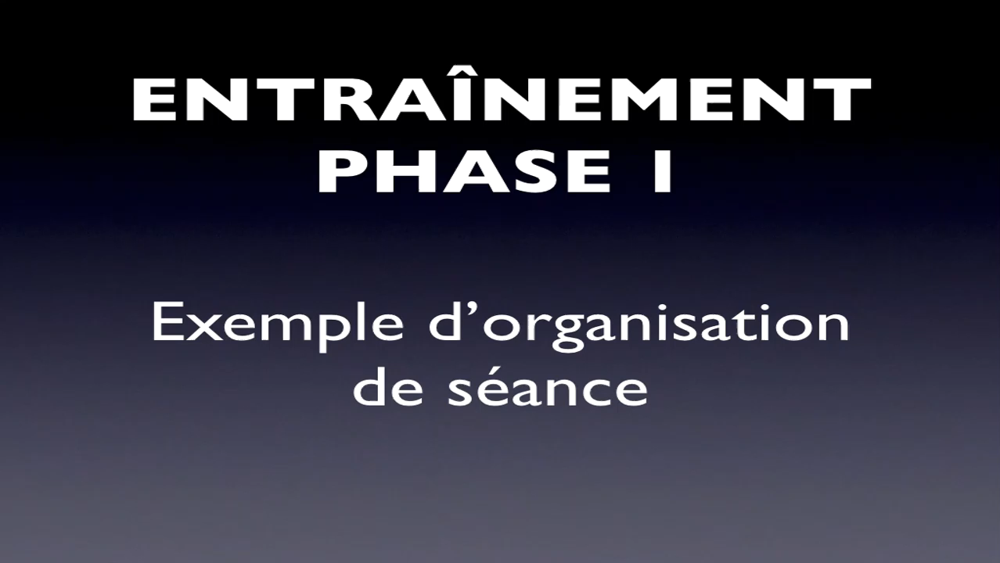 ENTRAÎNEMENT
PHASE 1
Exemple d’organisation
de séance